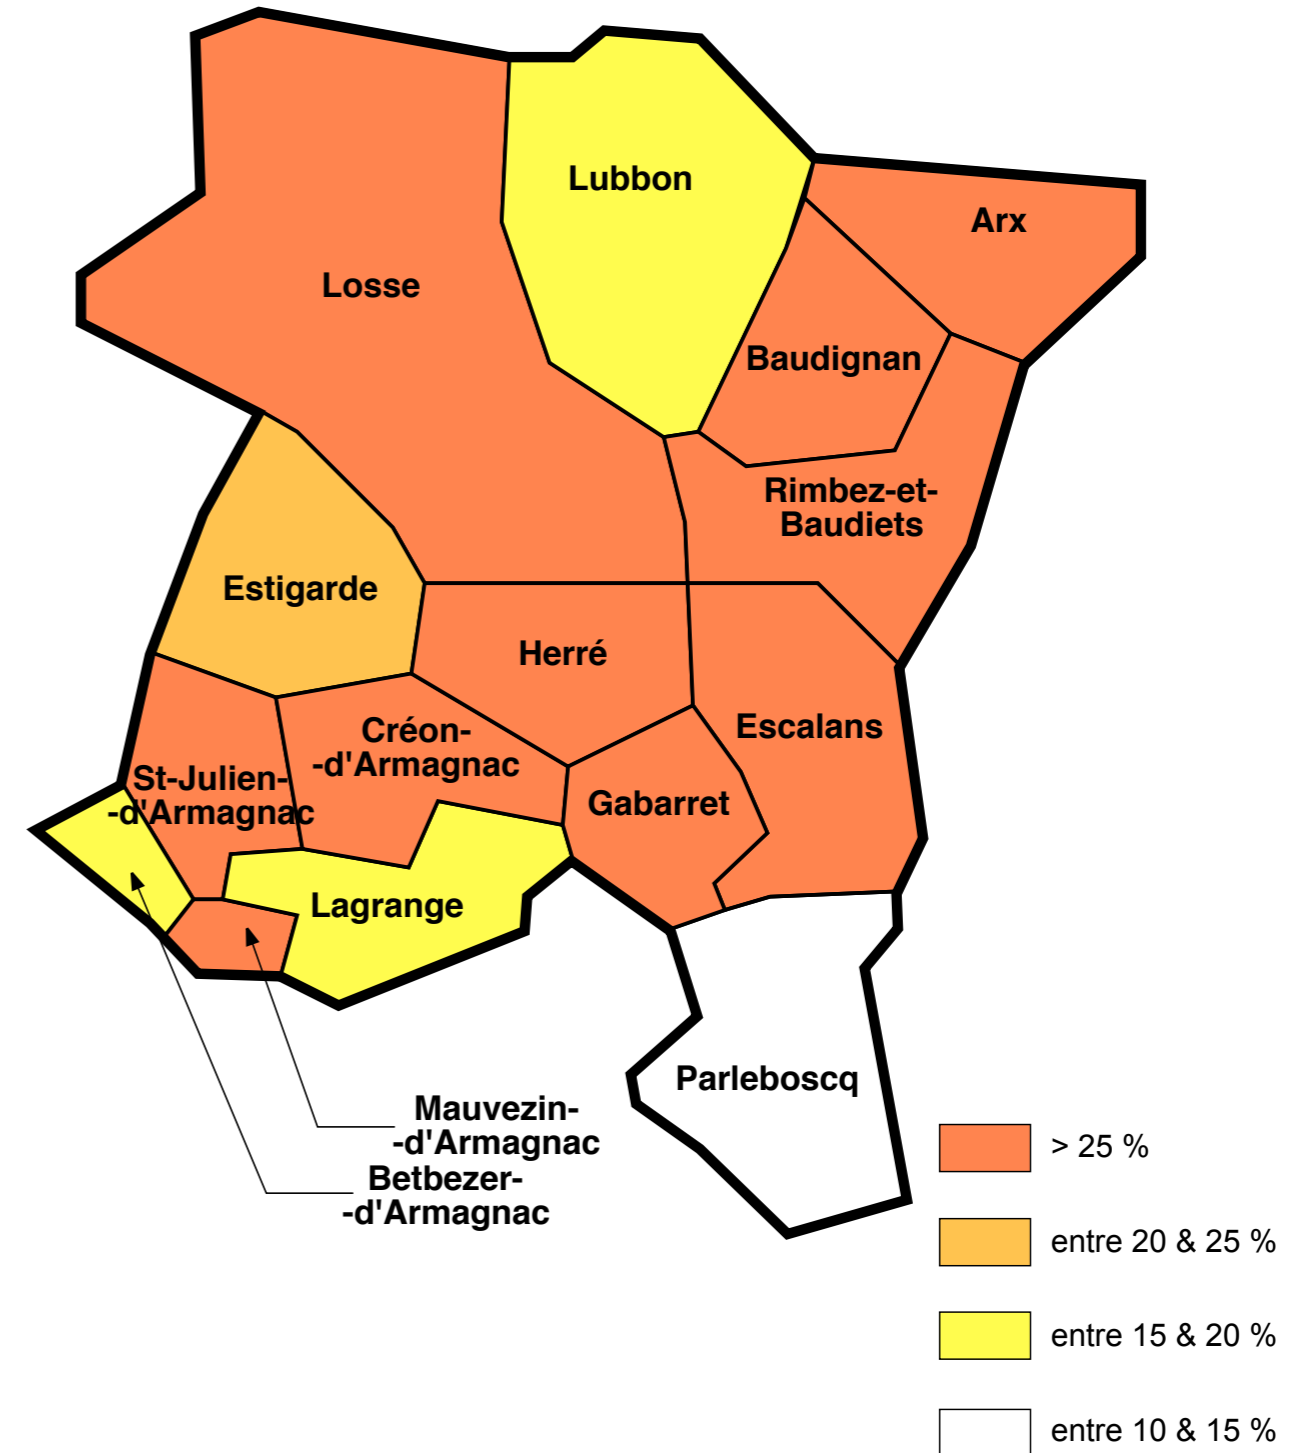 Lubbon
Arx
Losse
Baudignan
Rimbez-et-
Baudiets
Estigarde
Herré
Escalans
Créon-
-d'Armagnac
St-Julien-
-d'Armagnac
Gabarret
Lagrange
Parleboscq
Mauvezin-
-d'Armagnac
Betbezer-
-d'Armagnac
> 25 %
entre 20 & 25 %
entre 15 & 20 %
entre 10 & 15 %